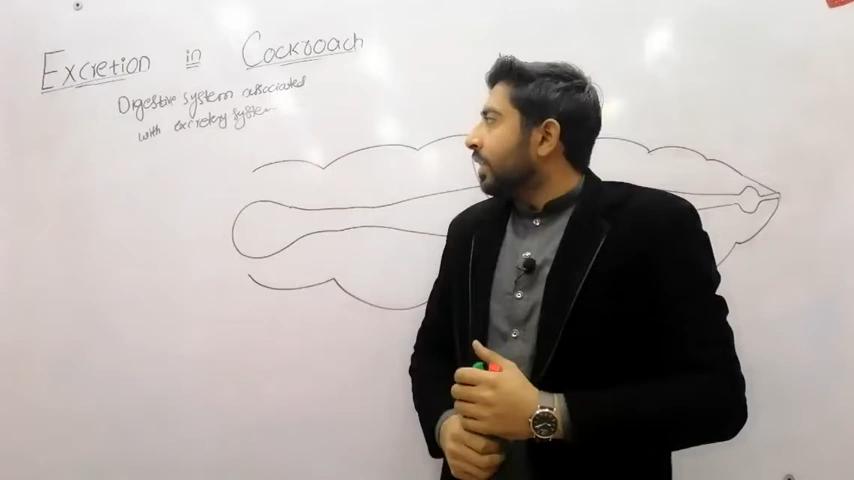 Excretion in Cockroach
Digestive system associated
with excretory system